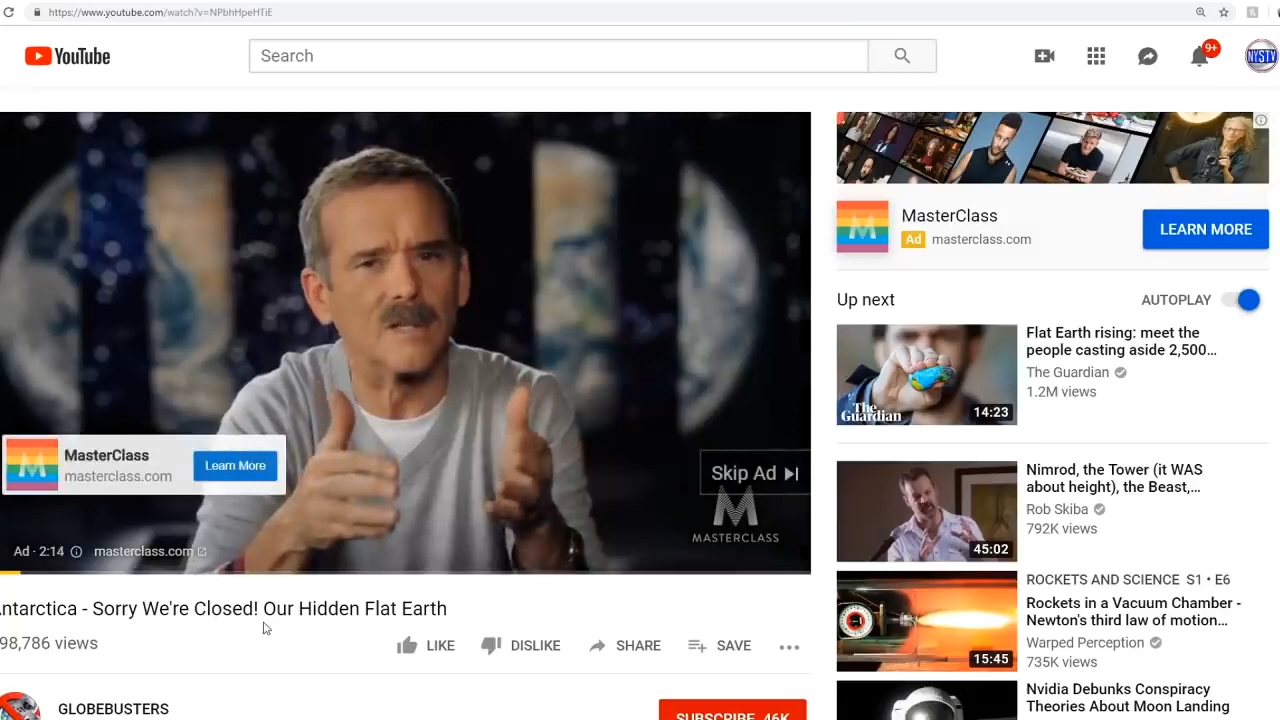 https://www.youtube.com/watch?v=NPbhHpeHTiE
YouTube
Search
9+
NYSTV
MasterClass
Ad masterclass.com
LEARN MORE
Up next
AUTOPLAY
Flat Earth rising: meet the
people casting aside 2,500...
The Guardian
1.2M views
The
Guardian
14:23
Nimrod, the Tower (it WAS
about height), the Beast,...
Rob Skiba
792K views
45:02
ROCKETS AND SCIENCE S1 • E6
Rockets in a Vacuum Chamber -
Newton's third law of motion...
Warped Perception
735K views
15:45
Nvidia Debunks Conspiracy
Theories About Moon Landing
M
MasterClass
masterclass.com
Learn More
Skip Ad
MASTERCLASS
Ad · 2:14
masterclass.com
ntarctica - Sorry We're Closed! Our Hidden Flat Earth
98,786 views
LIKE
DISLIKE
SHARE
SAVE
GLOBEBUSTERS
SUBSCRIBE 46K